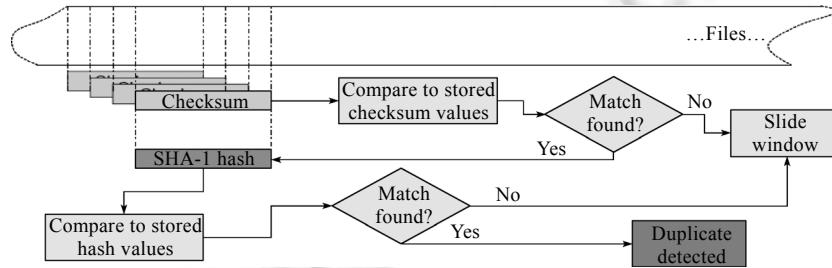 ...Files...
Checksum
Compare to stored
checksum values
Match
found?
No
Slide
window
Yes
SHA-1 hash
Compare to stored
hash values
Match
found?
No
Yes
Duplicate
detected